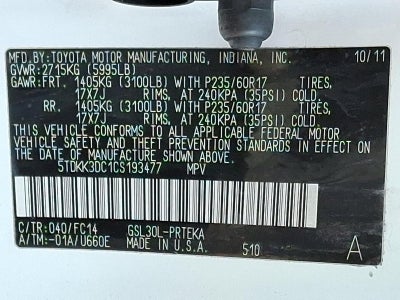 MFD.BY:TOYOTA MOTOR MANUFACTURING, INDIANA, INC. 10/11
GVWR:2715KG (5995LB)
GAWR:FRT. 1405KG (3100LB) WITH P235/60R17 TIRES,
17X7J RIMS, AT 240KPA (35PSI) COLD.
RR. 1405KG (3100LB) WITH P235/60R17 TIRES,
17X7J RIMS, AT 240KPA (35PSI) COLD.
THIS VEHICLE CONFORMS TO ALL APPLICABLE FEDERAL MOTOR
VEHICLE SAFETY AND THEFT PREVENTION STANDARDS IN EFFECT ON
THE DATE OF MANUFACTURE SHOWN ABOVE.
5TDKK3DC1CS193477 MPV
C/TR:040/FC14 GSL30L-PRTEKA
A/TM:-01A/U660E MADE IN U.S.A. 510 A